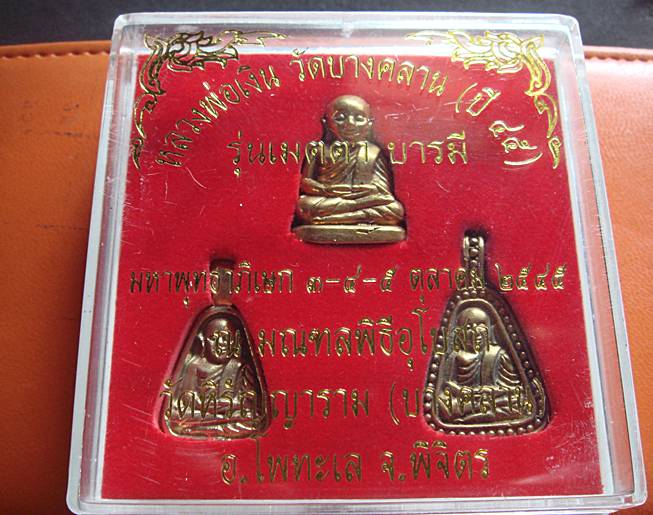 หลวงพ่อเงิน วัดบางคลาน (ปี ๔๕)
รุ่นเมตตา บารมี
มหาพุทธาภิเษก ๓-๔-๕ ตุลาคม ๒๕๔๕
ณ มณฑลพิธีอุโบสถ
วัดหิรัญญาราม (บางคลาน)
อ.โพทะเล จ.พิจิตร